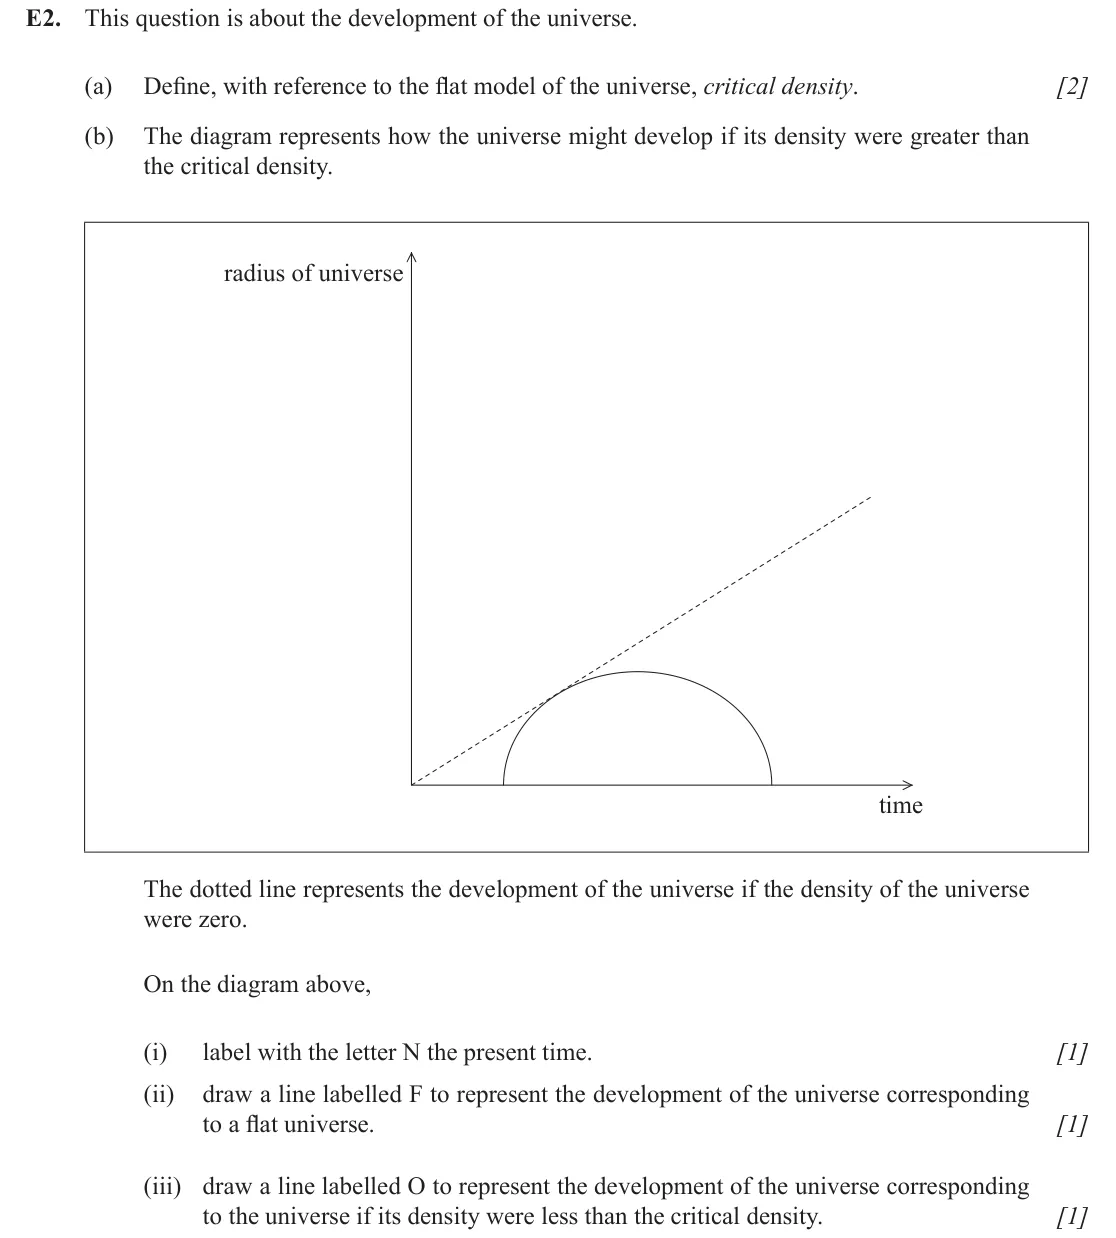 E2. This question is about the development of the universe.
(a) Define, with reference to the flat model of the universe, critical density. [2]
(b) The diagram represents how the universe might develop if its density were greater than
the critical density.
radius of universe
time
The dotted line represents the development of the universe if the density of the universe
were zero.
On the diagram above,
(i) label with the letter N the present time. [1]
(ii) draw a line labelled F to represent the development of the universe corresponding
to a flat universe. [1]
(iii) draw a line labelled O to represent the development of the universe corresponding
to the universe if its density were less than the critical density. [1]